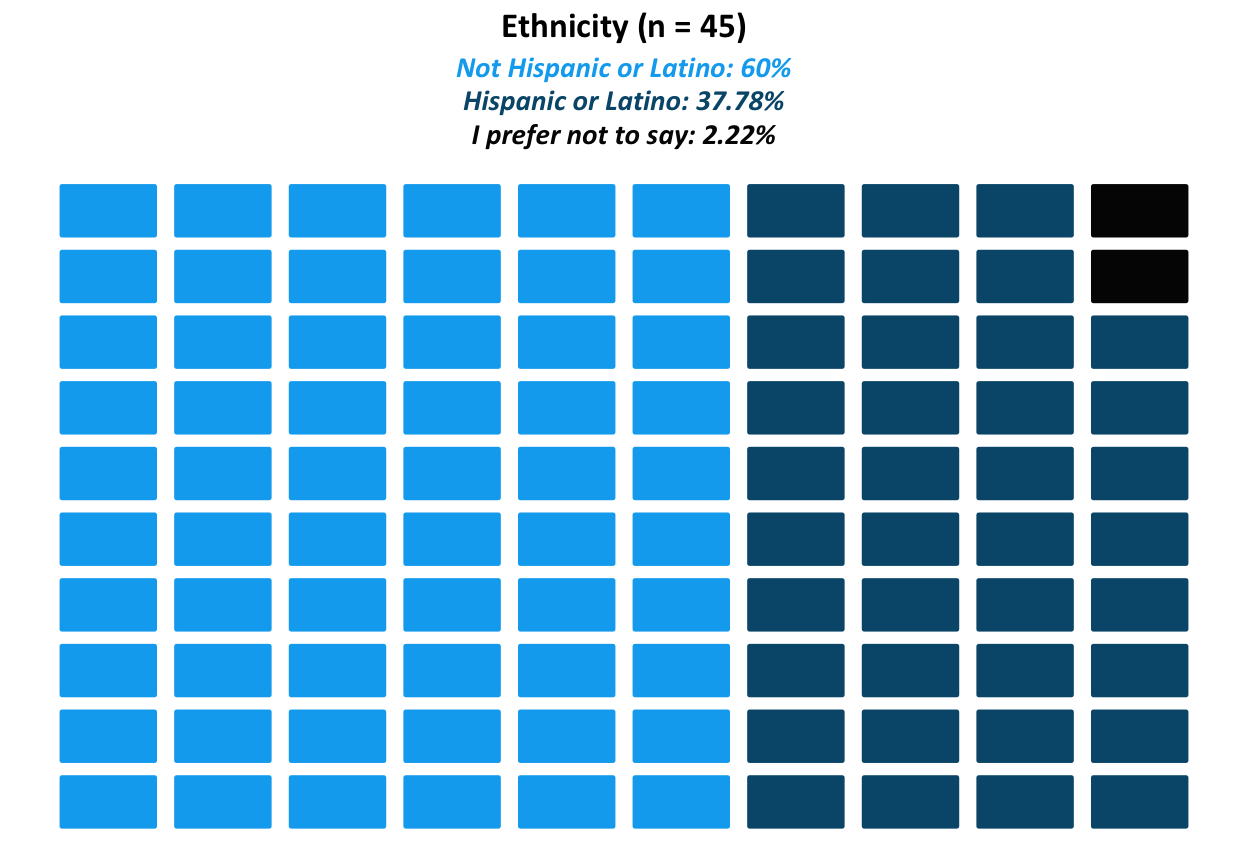 Ethnicity (n = 45)
Not Hispanic or Latino: 60%
Hispanic or Latino: 37.78%
I prefer not to say: 2.22%